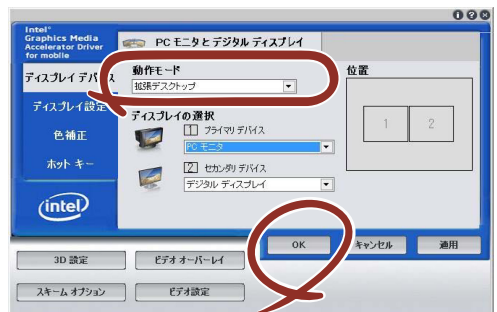 Intel®
Graphics Media
Accelerator Driver
for mobile
PC モニタとデジタル ディスプレイ
ディスプレイ デバイス
ディスプレイ設定
色補正
ホット キー
intel
動作モード
拡張デスクトップ
ディスプレイの選択
1 プライマリ デバイス
PC モニタ
2 セカンダリ デバイス
デジタル ディスプレイ
位置
1 2
OK キャンセル 適用
3D 設定 ビデオ オーバーレイ
スキーム オプション ビデオ設定